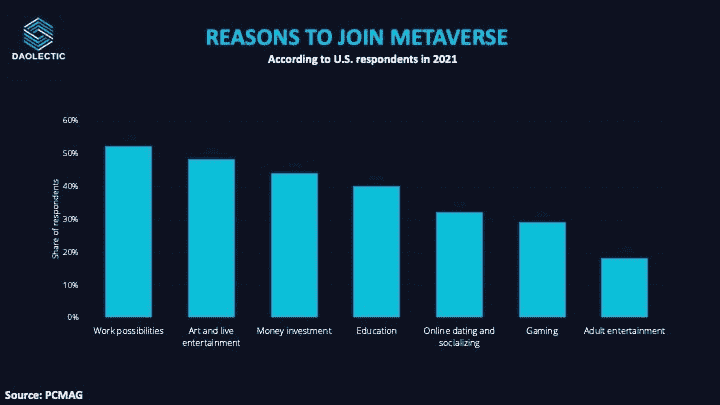 DAOLECTIC
REASONS TO JOIN METAVERSE
According to U.S. respondents in 2021
60%
50%
40%
30%
20%
10%
0%
Share of respondents
Work possibilities
Art and live
entertainment
Money investment
Education
Online dating and
socializing
Gaming
Adult entertainment
Source: PCMAG